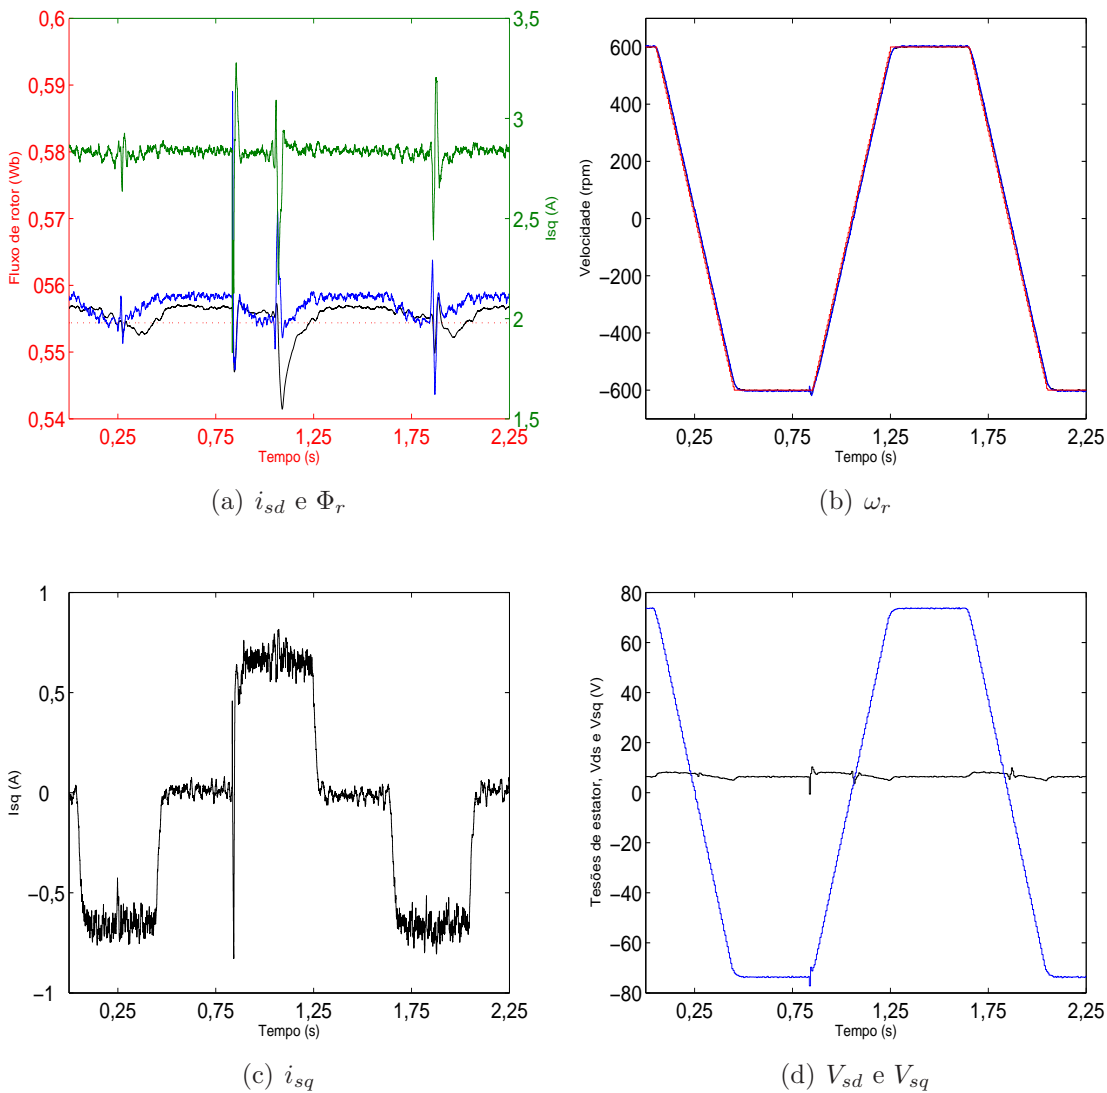 0,6
0,59
0,58
0,57
056
0,55
0,54
Fluxo de rotor (Wb)
3,5
3
2,5
2
1,5
Isq (A)
0,25 0,75 1,25 1,75 2,25
Tempo (s)
(a) isd e Φr
600
400
200
0
−200
−400
−600
Velocidade (rpm)
0,25 0,75 1,25 1,75 2,25
Tempo (s)
(b) ωr
1
0,5
0
−0,5
−1
Isq (A)
0,25 0,75 1,25 1,75 2,25
Tempo (s)
(c) isq
80
60
40
20
0
−20
−40
−60
−80
Tesões de estator, Vds e Vsq (V)
0,25 0,75 1,25 1,75 2,25
Tempo (s)
(d) Vsd e Vsq